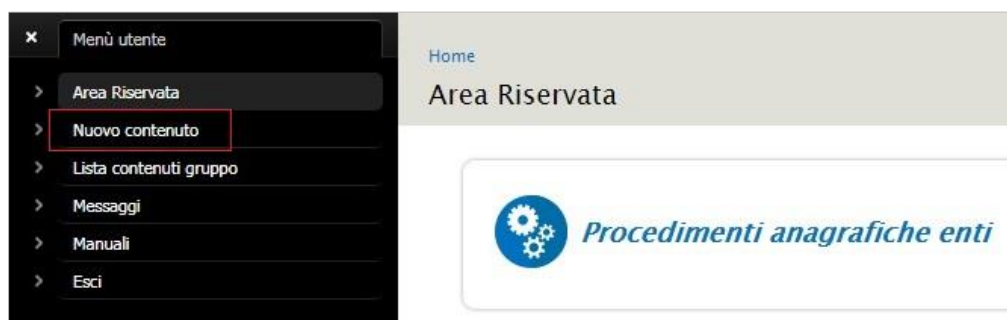 Menù utente
Area Riservata
Nuovo contenuto
Lista contenuti gruppo
Messaggi
Manuali
Esci
Home
Area Riservata
Procedimenti anagrafiche enti